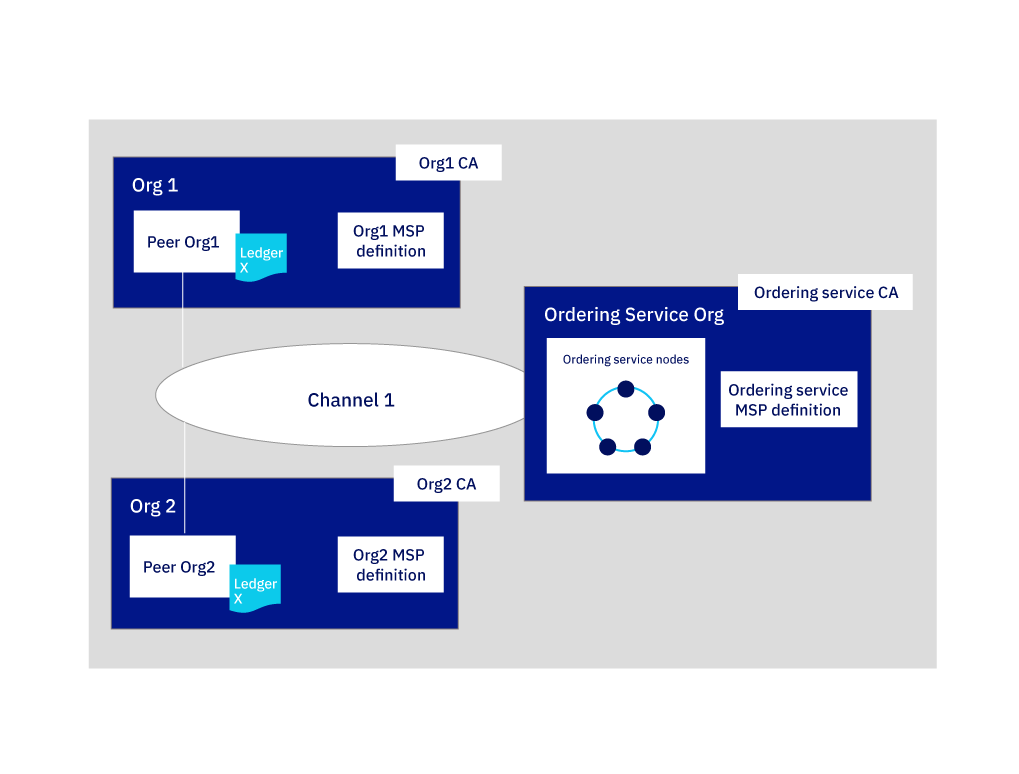 Org1 CA
Org 1
Peer Org1
Ledger
X
Org1 MSP
definition
Ordering service CA
Ordering Service Org
Ordering service nodes
Ordering service
MSP definition
Channel 1
Org2 CA
Org 2
Peer Org2
Ledger
X
Org2 MSP
definition